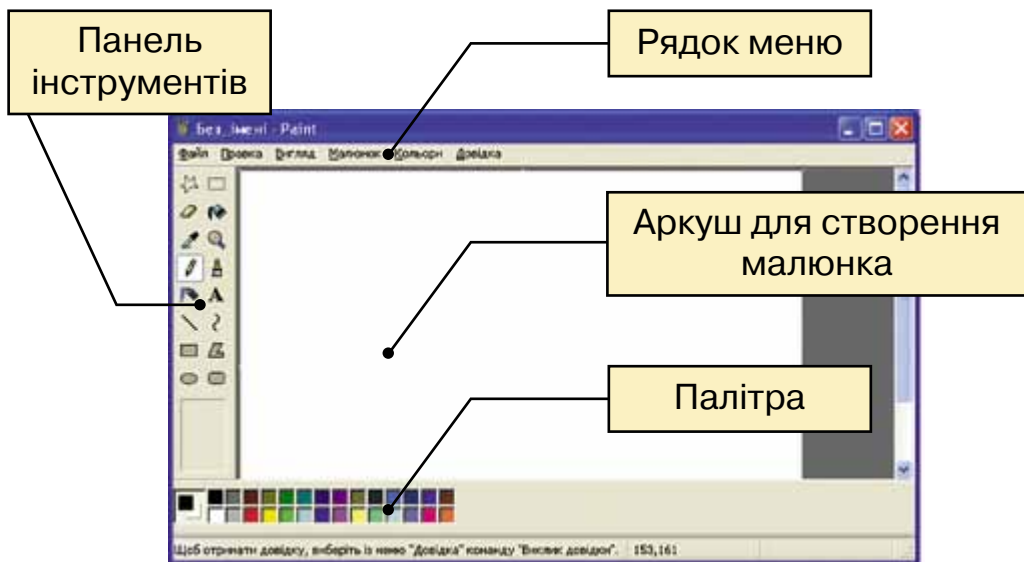 Панель
інструментів
Рядок меню
Без_імені - Paint
Файл Правка Вигляд Малюнок Кольори Довідка
Аркуш для створення
малюнка
A
Палітра
Щоб отримати довідку, виберіть із меню "Довідка" команду "Виклик довідки". 153,161